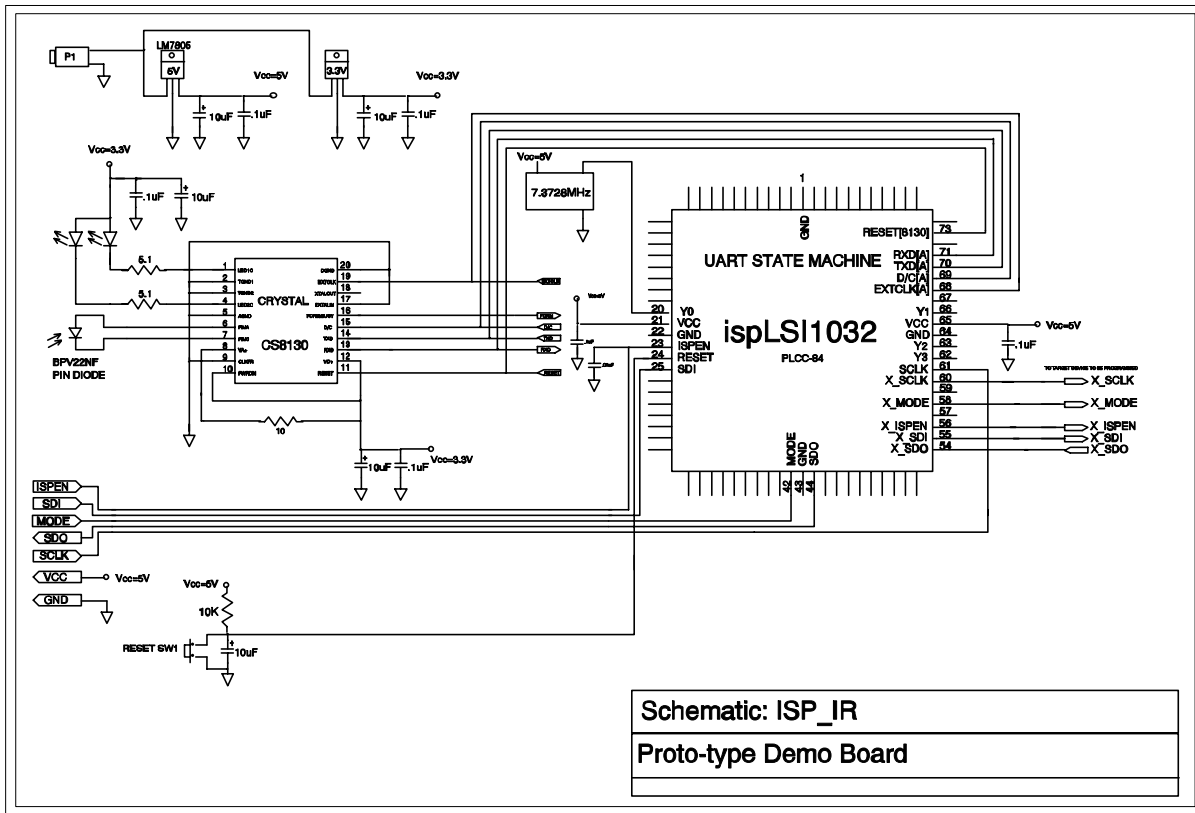 P1
LM7805
5V
Vcc=5V
10uF
.1uF
3.3V
Vcc=3.3V
10uF
.1uF
Vcc=3.3V
.1uF
10uF
5.1
5.1
BPV22NF
PIN DIODE
1
2
3
4
5
6
7
8
9
10
CRYSTAL
CS8130
20
19
18
17
16
15
14
13
12
11
RESET
10
Vcc=3.3V
10uF
.1uF
Vcc=5V
7.3728MHz
1
GND
UART STATE MACHINE
ispLSI1032
PLCC-84
20 Y0
21 VCC
22 GND
23 ISPEN
24 RESET
25 SDI
RESET[8130] 73
RXD[A] 71
TXD[A] 70
D/C[A] 69
EXTCLK[A] 68
67
Y1 66
VCC 65
GND 64
Y2 63
Y3 62
SCLK 61
X_SCLK 60
59
X_MODE 58
57
X_ISPEN 56
X_SDI 55
X_SDO 54
MODE 42
GND 43
SDO 44
Vcc=5V
.1uF
TO TARGET DEVICE TO BE PROGRAMMED
X_SCLK
X_MODE
X_ISPEN
X_SDI
X_SDO
ISPEN
SDI
MODE
SDO
SCLK
VCC
Vcc=5V
GND
Vcc=5V
10K
RESET SW1
10uF
Schematic: ISP_IR
Proto-type Demo Board